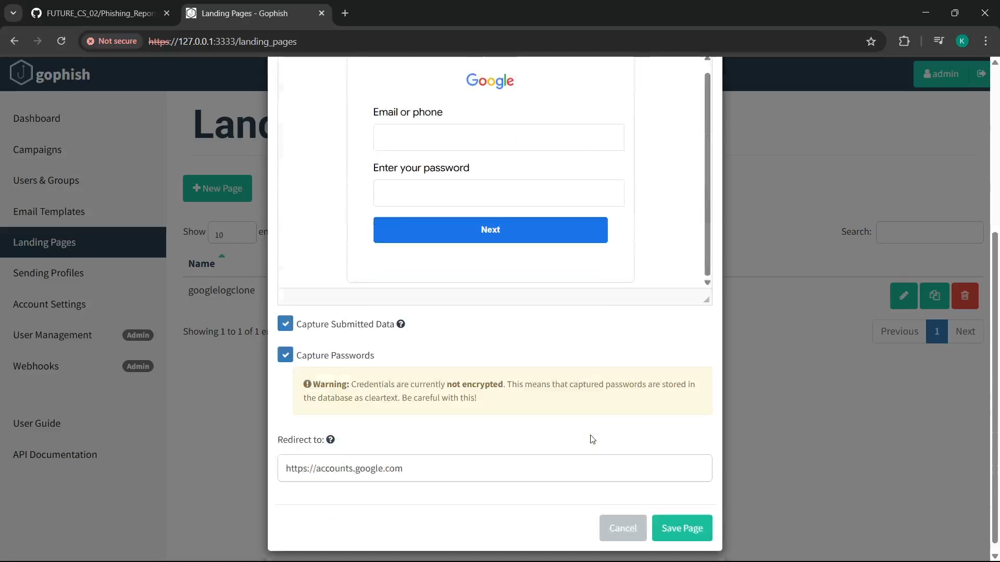 FUTURE_CS_02/Phishing_Repor
Landing Pages - Gophish
Not secure
https://127.0.0.1:3333/landing_pages
K
gophish
admin
Dashboard
Campaigns
Users & Groups
Email Templates
Landing Pages
Sending Profiles
Account Settings
User Management Admin
Webhooks Admin
User Guide
API Documentation
Land
New Page
Show 10 en
Search:
Name
googlelogclone
Showing 1 to 1 of 1 e
Previous 1 Next
Google
Email or phone
Enter your password
Next
Capture Submitted Data
Capture Passwords
Warning: Credentials are currently not encrypted. This means that captured passwords are stored in
the database as cleartext. Be careful with this!
Redirect to:
https://accounts.google.com
Cancel Save Page